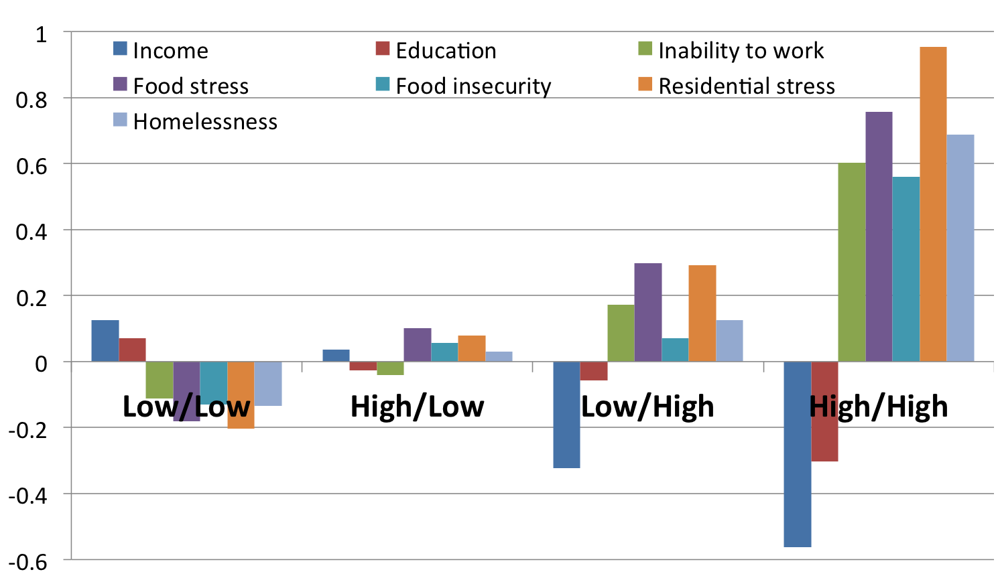 1
Income Education Inability to work
Food stress Food insecurity Residential stress
0.8
Homelessness
0.6
0.4
0.2
0
Low/Low High/Low Low/High High/High
-0.2
-0.4
-0.6